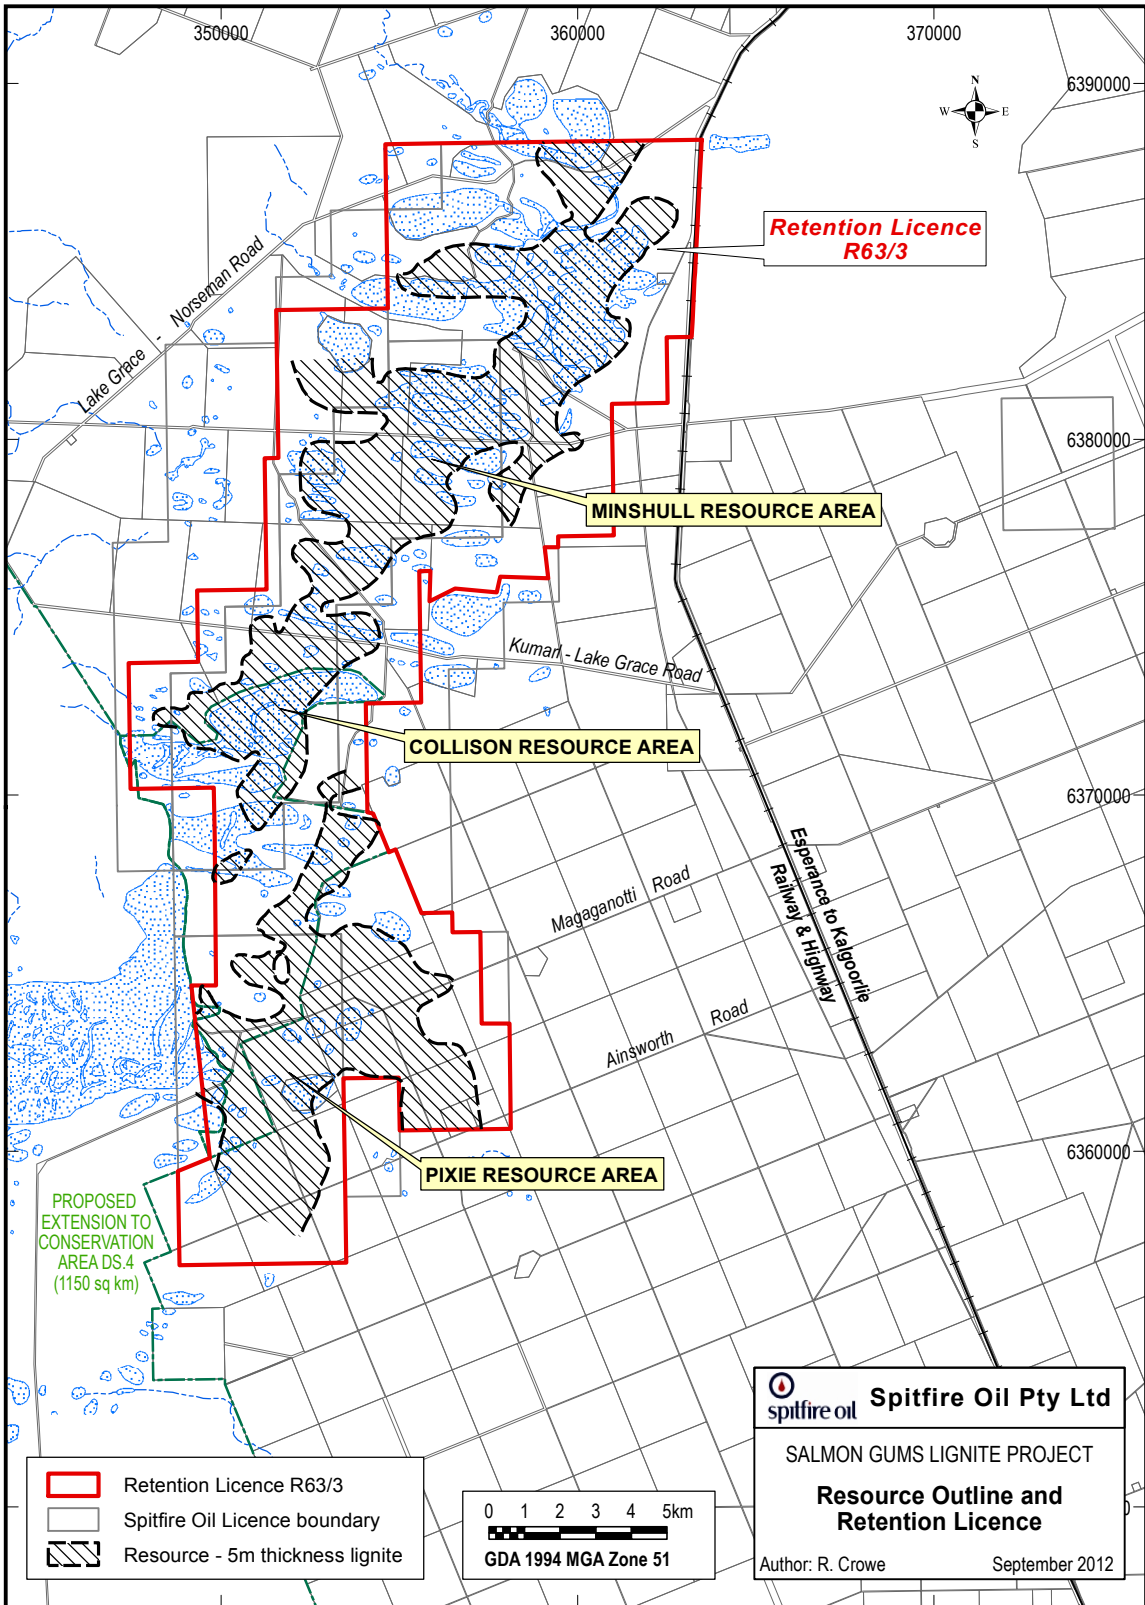 350000
360000
370000
N
W
E
S
6390000
Retention Licence
R63/3
Lake Grace - Norseman Road
6380000
MINSHULL RESOURCE AREA
Kumarl - Lake Grace Road
COLLISON RESOURCE AREA
6370000
Esperance to Kalgoorlie
Railway & Highway
Magaganotti Road
Ainsworth Road
6360000
PIXIE RESOURCE AREA
PROPOSED
EXTENSION TO
CONSERVATION
AREA DS.4
(1150 sq km)
spitfire oil
Spitfire Oil Pty Ltd
SALMON GUMS LIGNITE PROJECT
Resource Outline and
Retention Licence
Author: R. Crowe
September 2012
Retention Licence R63/3
Spitfire Oil Licence boundary
Resource - 5m thickness lignite
0 1 2 3 4 5km
GDA 1994 MGA Zone 51